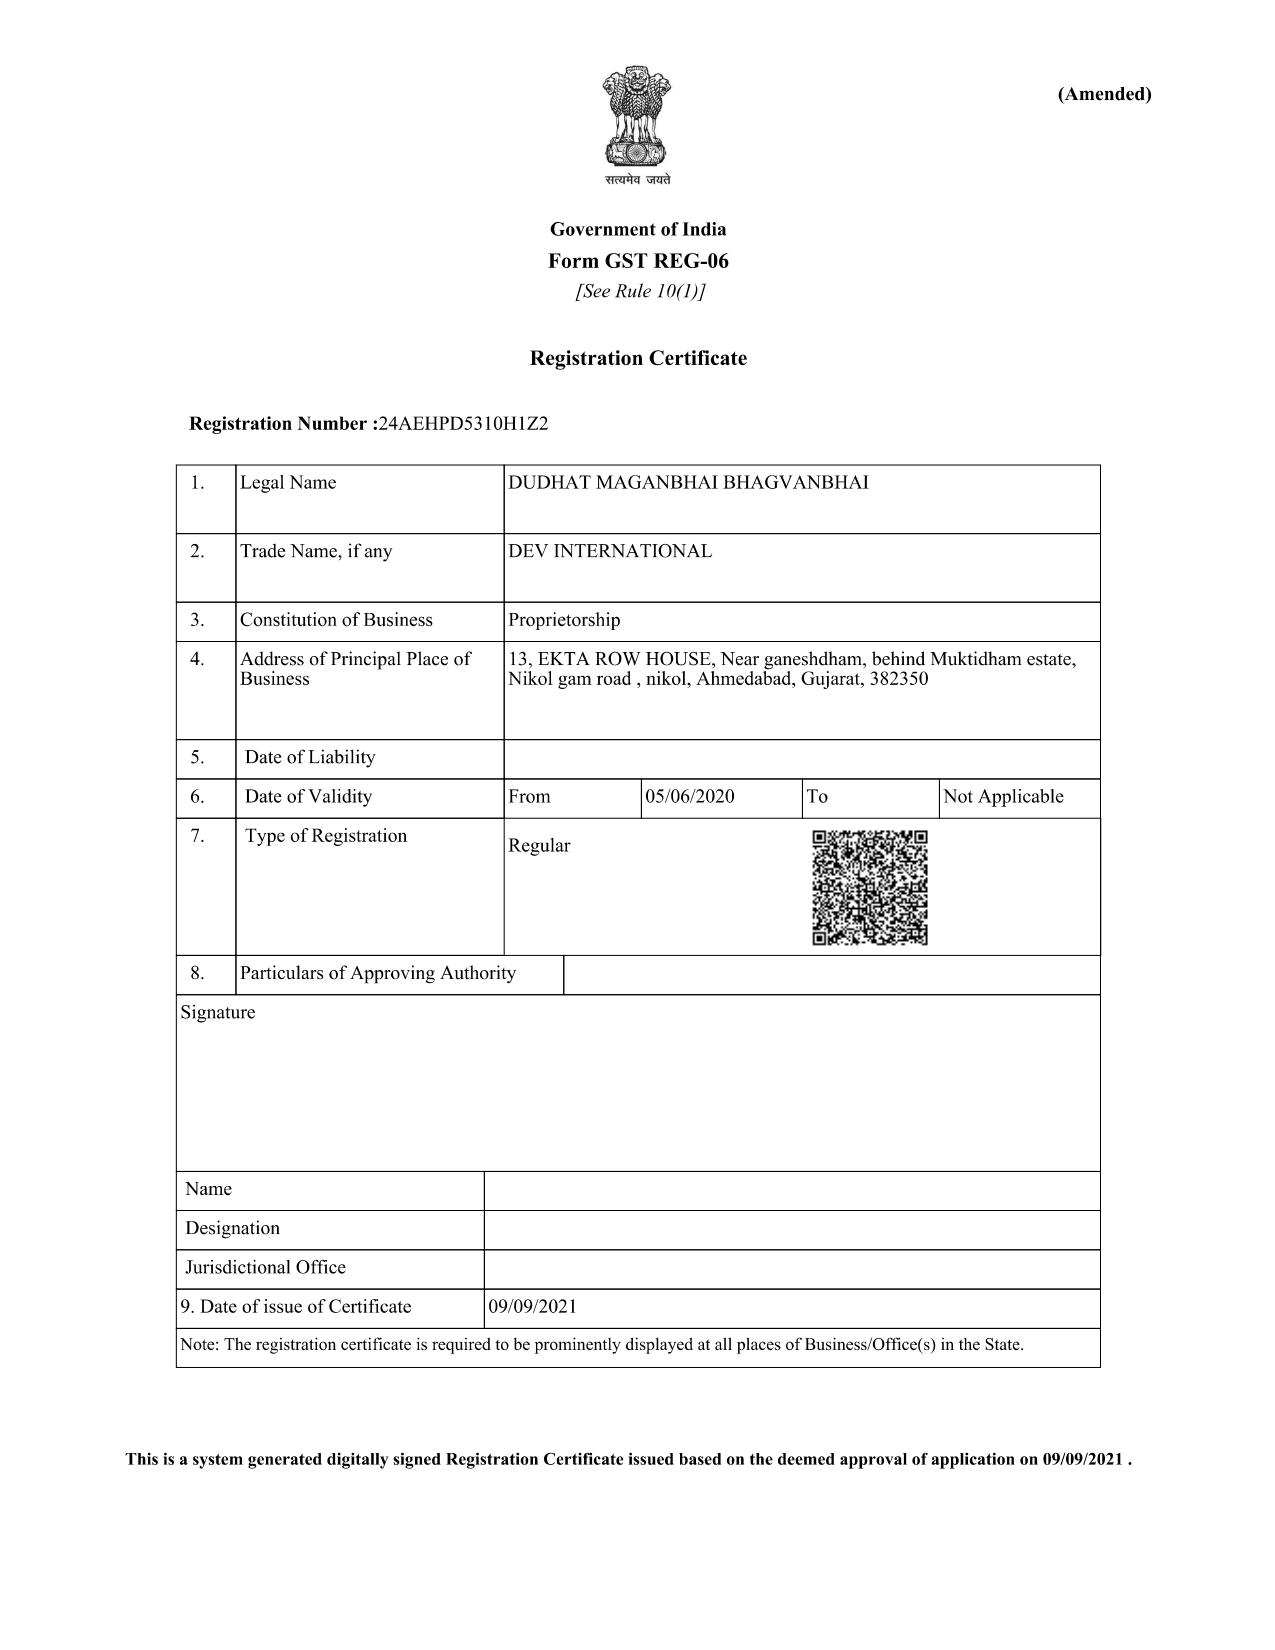 (Amended)
सत्यमेव जयते
Government of India
Form GST REG-06
[See Rule 10(1)]
Registration Certificate
Registration Number :24AEHPD5310H1Z2
1. Legal Name DUDHAT MAGANBHAI BHAGVANBHAI
2. Trade Name, if any DEV INTERNATIONAL
3. Constitution of Business Proprietorship
4. Address of Principal Place of Business 13, EKTA ROW HOUSE, Near ganeshdham, behind Muktidham estate,
Nikol gam road , nikol, Ahmedabad, Gujarat, 382350
5. Date of Liability
6. Date of Validity From 05/06/2020 To Not Applicable
7. Type of Registration Regular
8. Particulars of Approving Authority
Signature
Name
Designation
Jurisdictional Office
9. Date of issue of Certificate 09/09/2021
Note: The registration certificate is required to be prominently displayed at all places of Business/Office(s) in the State.
This is a system generated digitally signed Registration Certificate issued based on the deemed approval of application on 09/09/2021 .